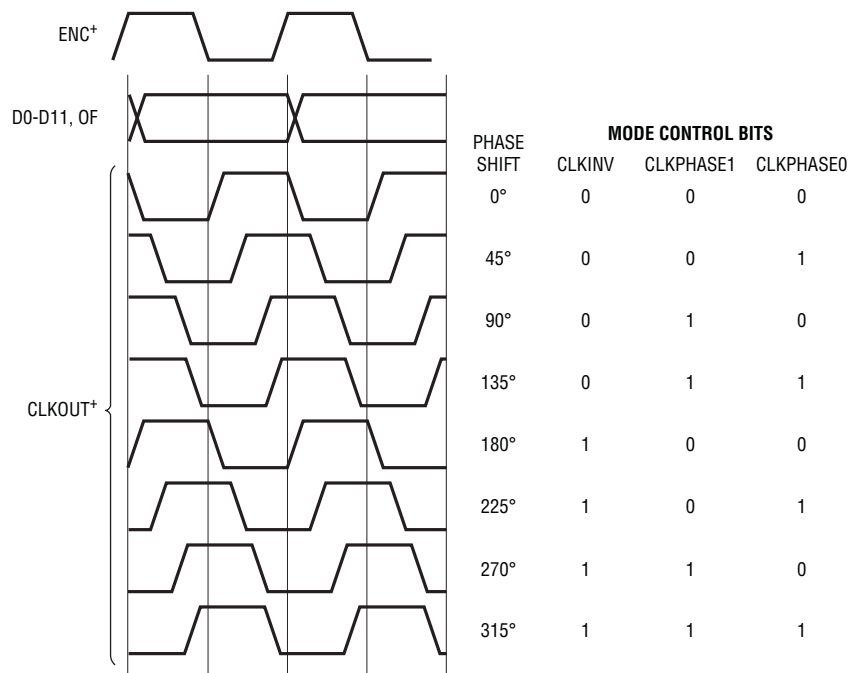 ENC+
D0-D11, OF
CLKOUT+
PHASE SHIFT
MODE CONTROL BITS
CLKINV CLKPHASE1 CLKPHASE0
0° 0 0 0
45° 0 0 1
90° 0 1 0
135° 0 1 1
180° 1 0 0
225° 1 0 1
270° 1 1 0
315° 1 1 1